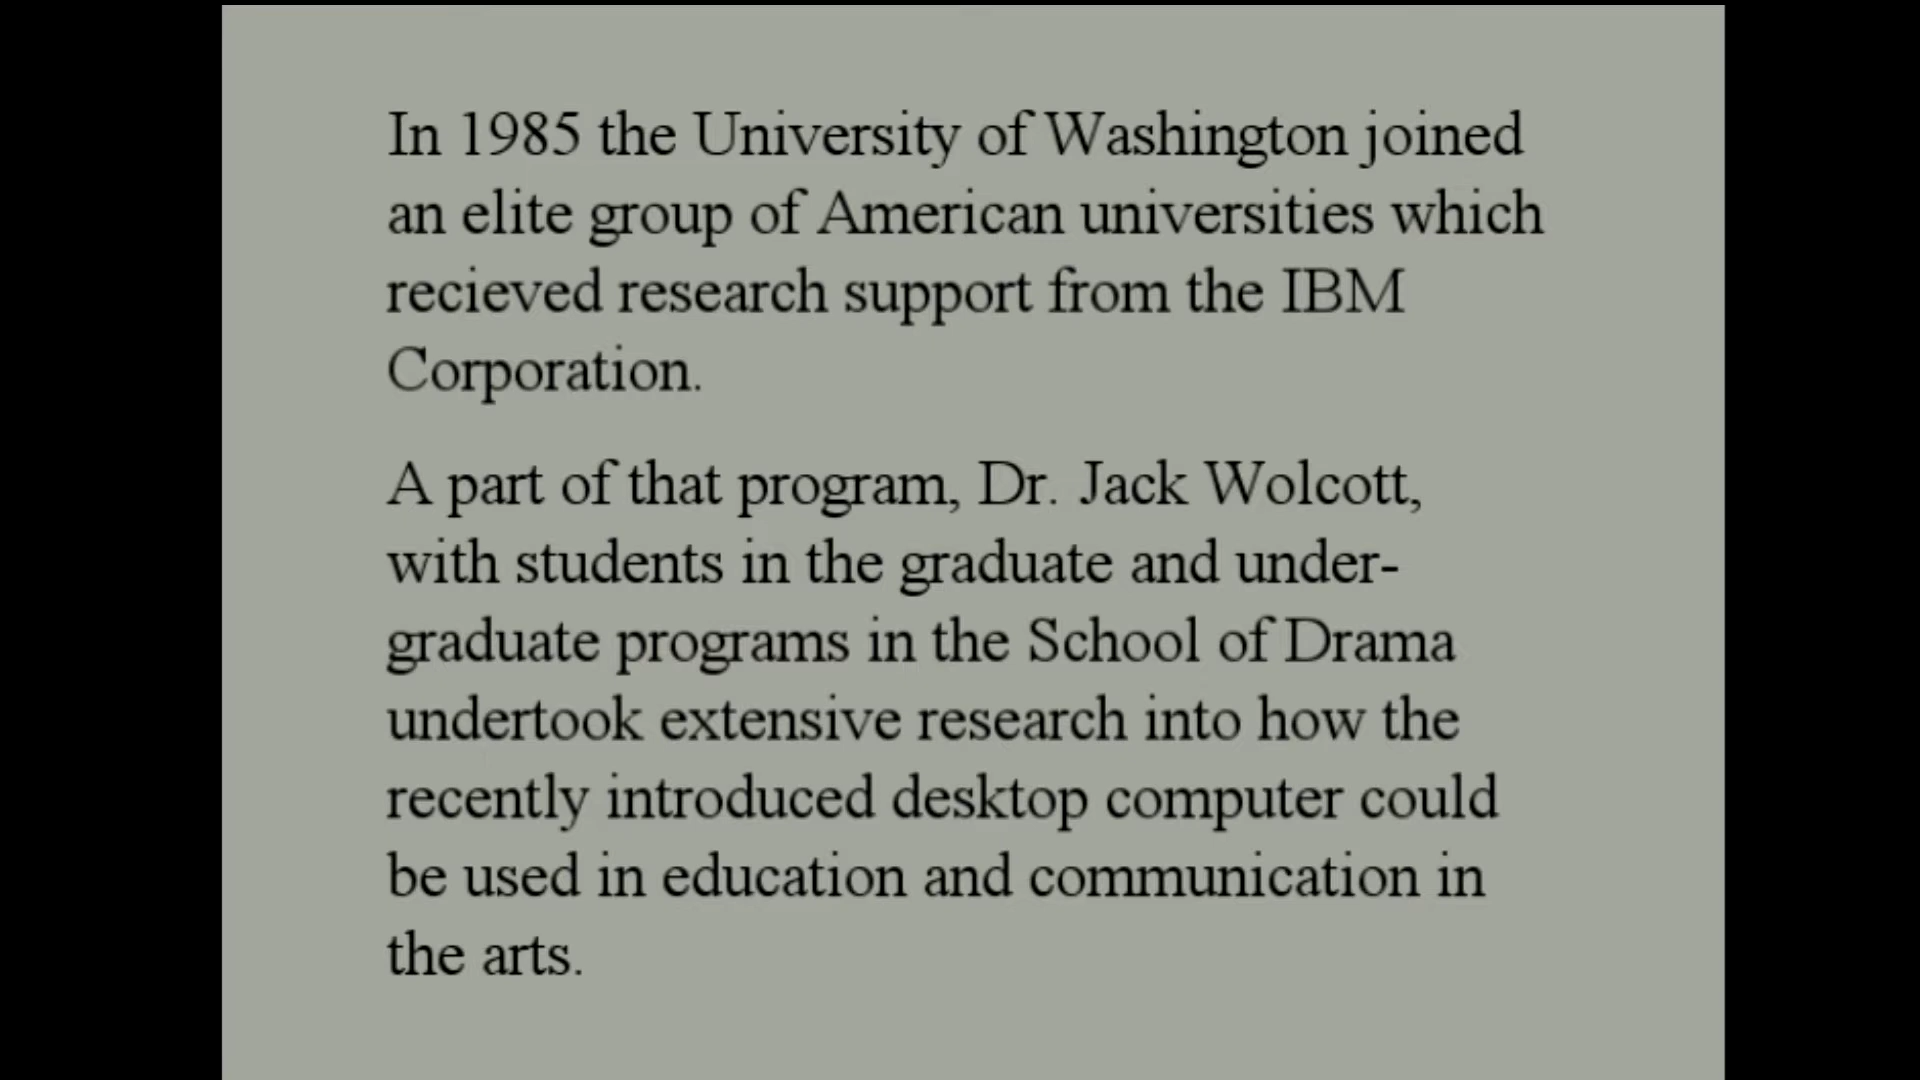 In 1985 the University of Washington joined
an elite group of American universities which
recieved research support from the IBM
Corporation.
A part of that program, Dr. Jack Wolcott,
with students in the graduate and under-
graduate programs in the School of Drama
undertook extensive research into how the
recently introduced desktop computer could
be used in education and communication in
the arts.